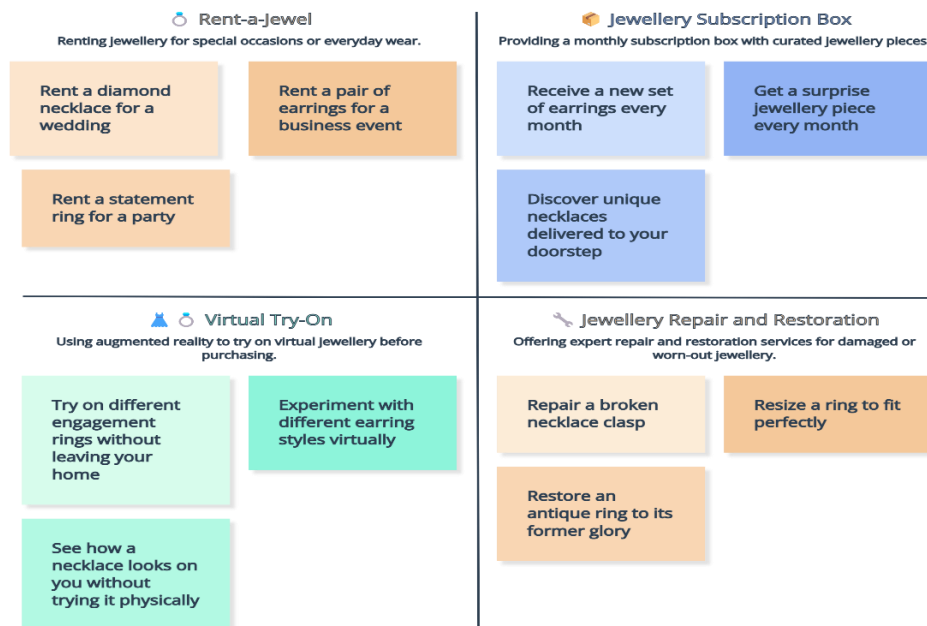 Rent-a-Jewel
Renting jewellery for special occasions or everyday wear.
Rent a diamond
necklace for a
wedding
Rent a pair of
earrings for a
business event
Rent a statement
ring for a party
Jewellery Subscription Box
Providing a monthly subscription box with curated jewellery pieces
Receive a new set
of earrings every
month
Get a surprise
jewellery piece
every month
Discover unique
necklaces
delivered to your
doorstep
Virtual Try-On
Using augmented reality to try on virtual jewellery before
purchasing.
Try on different
engagement
rings without
leaving your
home
Experiment with
different earring
styles virtually
See how a
necklace looks on
you without
trying it physically
Jewellery Repair and Restoration
Offering expert repair and restoration services for damaged or
worn-out jewellery.
Repair a broken
necklace clasp
Resize a ring to fit
perfectly
Restore an
antique ring to its
former glory